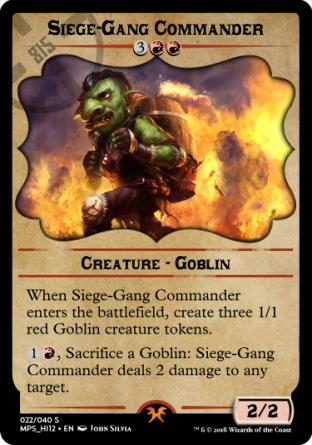 Siege-Gang Commander
3
Creature - Goblin
When Siege-Gang Commander
enters the battlefield, create three 1/1
red Goblin creature tokens.
1 , Sacrifice a Goblin: Siege-Gang
Commander deals 2 damage to any
target.
022/040 S
MPS_H112 • EN John Silvia
™ & © 2018 Wizards of the Coast
2/2
815